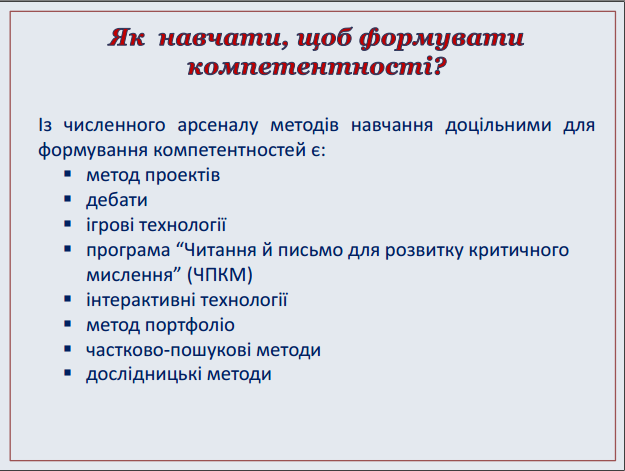 Як навчати, щоб формувати
компетентності?
Із численного арсеналу методів навчання доцільними для
формування компетентностей є:
▪ метод проектів
▪ дебати
▪ ігрові технології
▪ програма “Читання й письмо для розвитку критичного
мислення” (ЧПКМ)
▪ інтерактивні технології
▪ метод портфоліо
▪ частково-пошукові методи
▪ дослідницькі методи